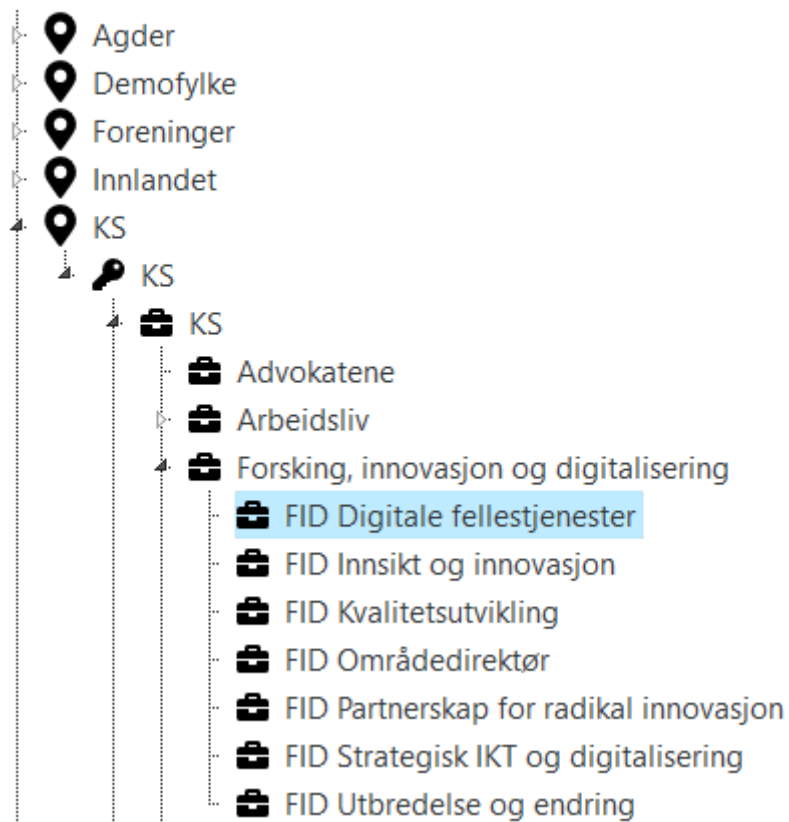 Agder
Demofylke
Foreninger
Innlandet
KS
KS
KS
Advokatene
Arbeidsliv
Forsking, innovasjon og digitalisering
FID Digitale fellestjenester
FID Innsikt og innovasjon
FID Kvalitetsutvikling
FID Områdedirektør
FID Partnerskap for radikal innovasjon
FID Strategisk IKT og digitalisering
FID Utbredelse og endring